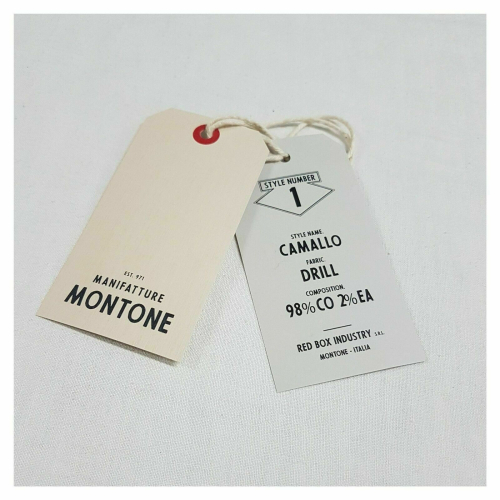 EST. 971
MANIFATTURE
MONTONE
STYLE NUMBER
1
STYLE NAME.
CAMALLO
FABRIC.
DRILL
COMPOSITION.
98% CO 2% EA
RED BOX INDUSTRY S.R.L.
MONTONE - ITALIA